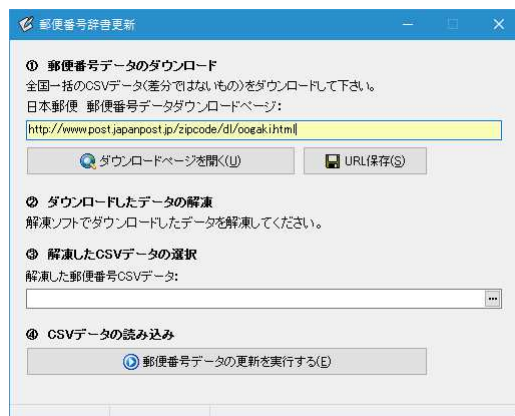 郵便番号辞書更新
① 郵便番号データのダウンロード
全国一括のCSVデータ(差分ではないもの)をダウンロードして下さい。
日本郵便 郵便番号データダウンロードページ:
http://www.post.japanpost.jp/zipcode/dl/oogaki.html
ダウンロードページを開く(U)
URL保存(S)
② ダウンロードしたデータの解凍
解凍ソフトでダウンロードしたデータを解凍してください。
③ 解凍したCSVデータの選択
解凍した郵便番号CSVデータ:
...
④ CSVデータの読み込み
郵便番号データの更新を実行する(E)